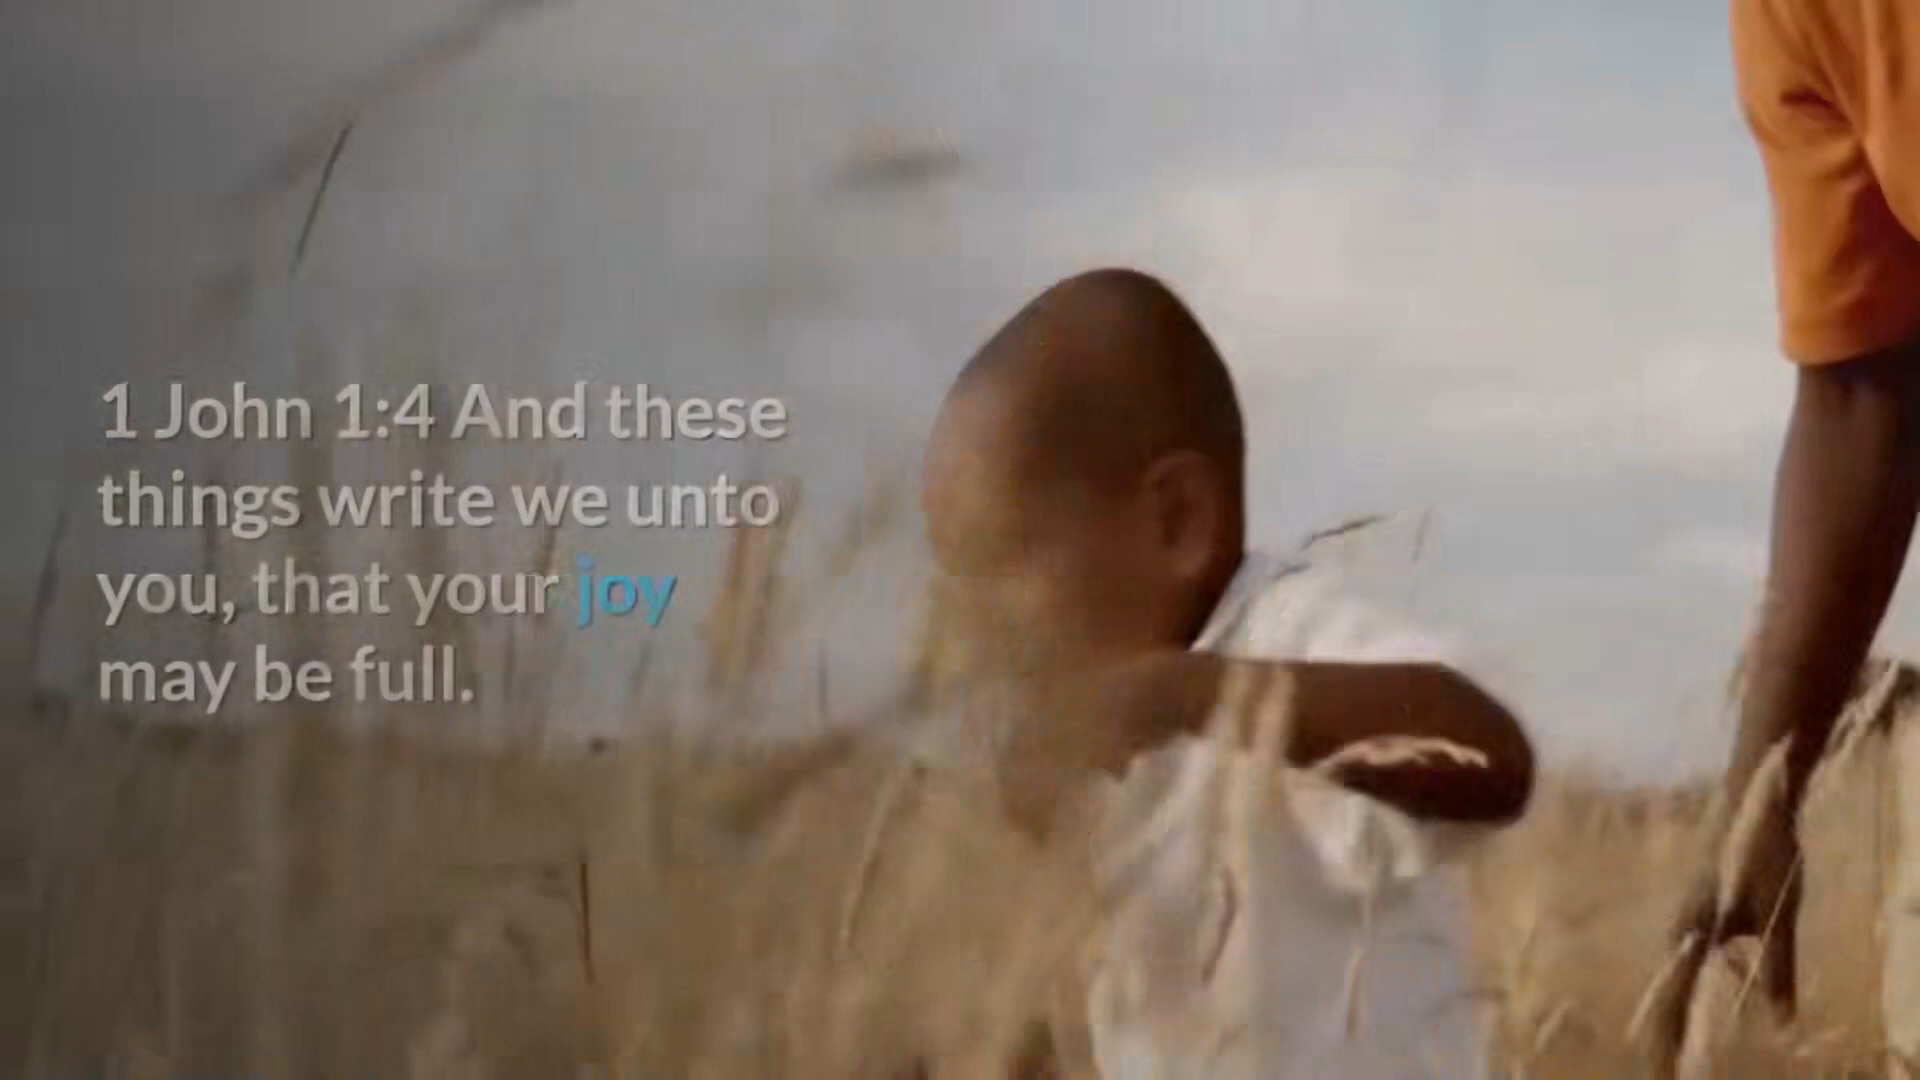 1 John 1:4 And these
things write we unto
you, that your joy
may be full.